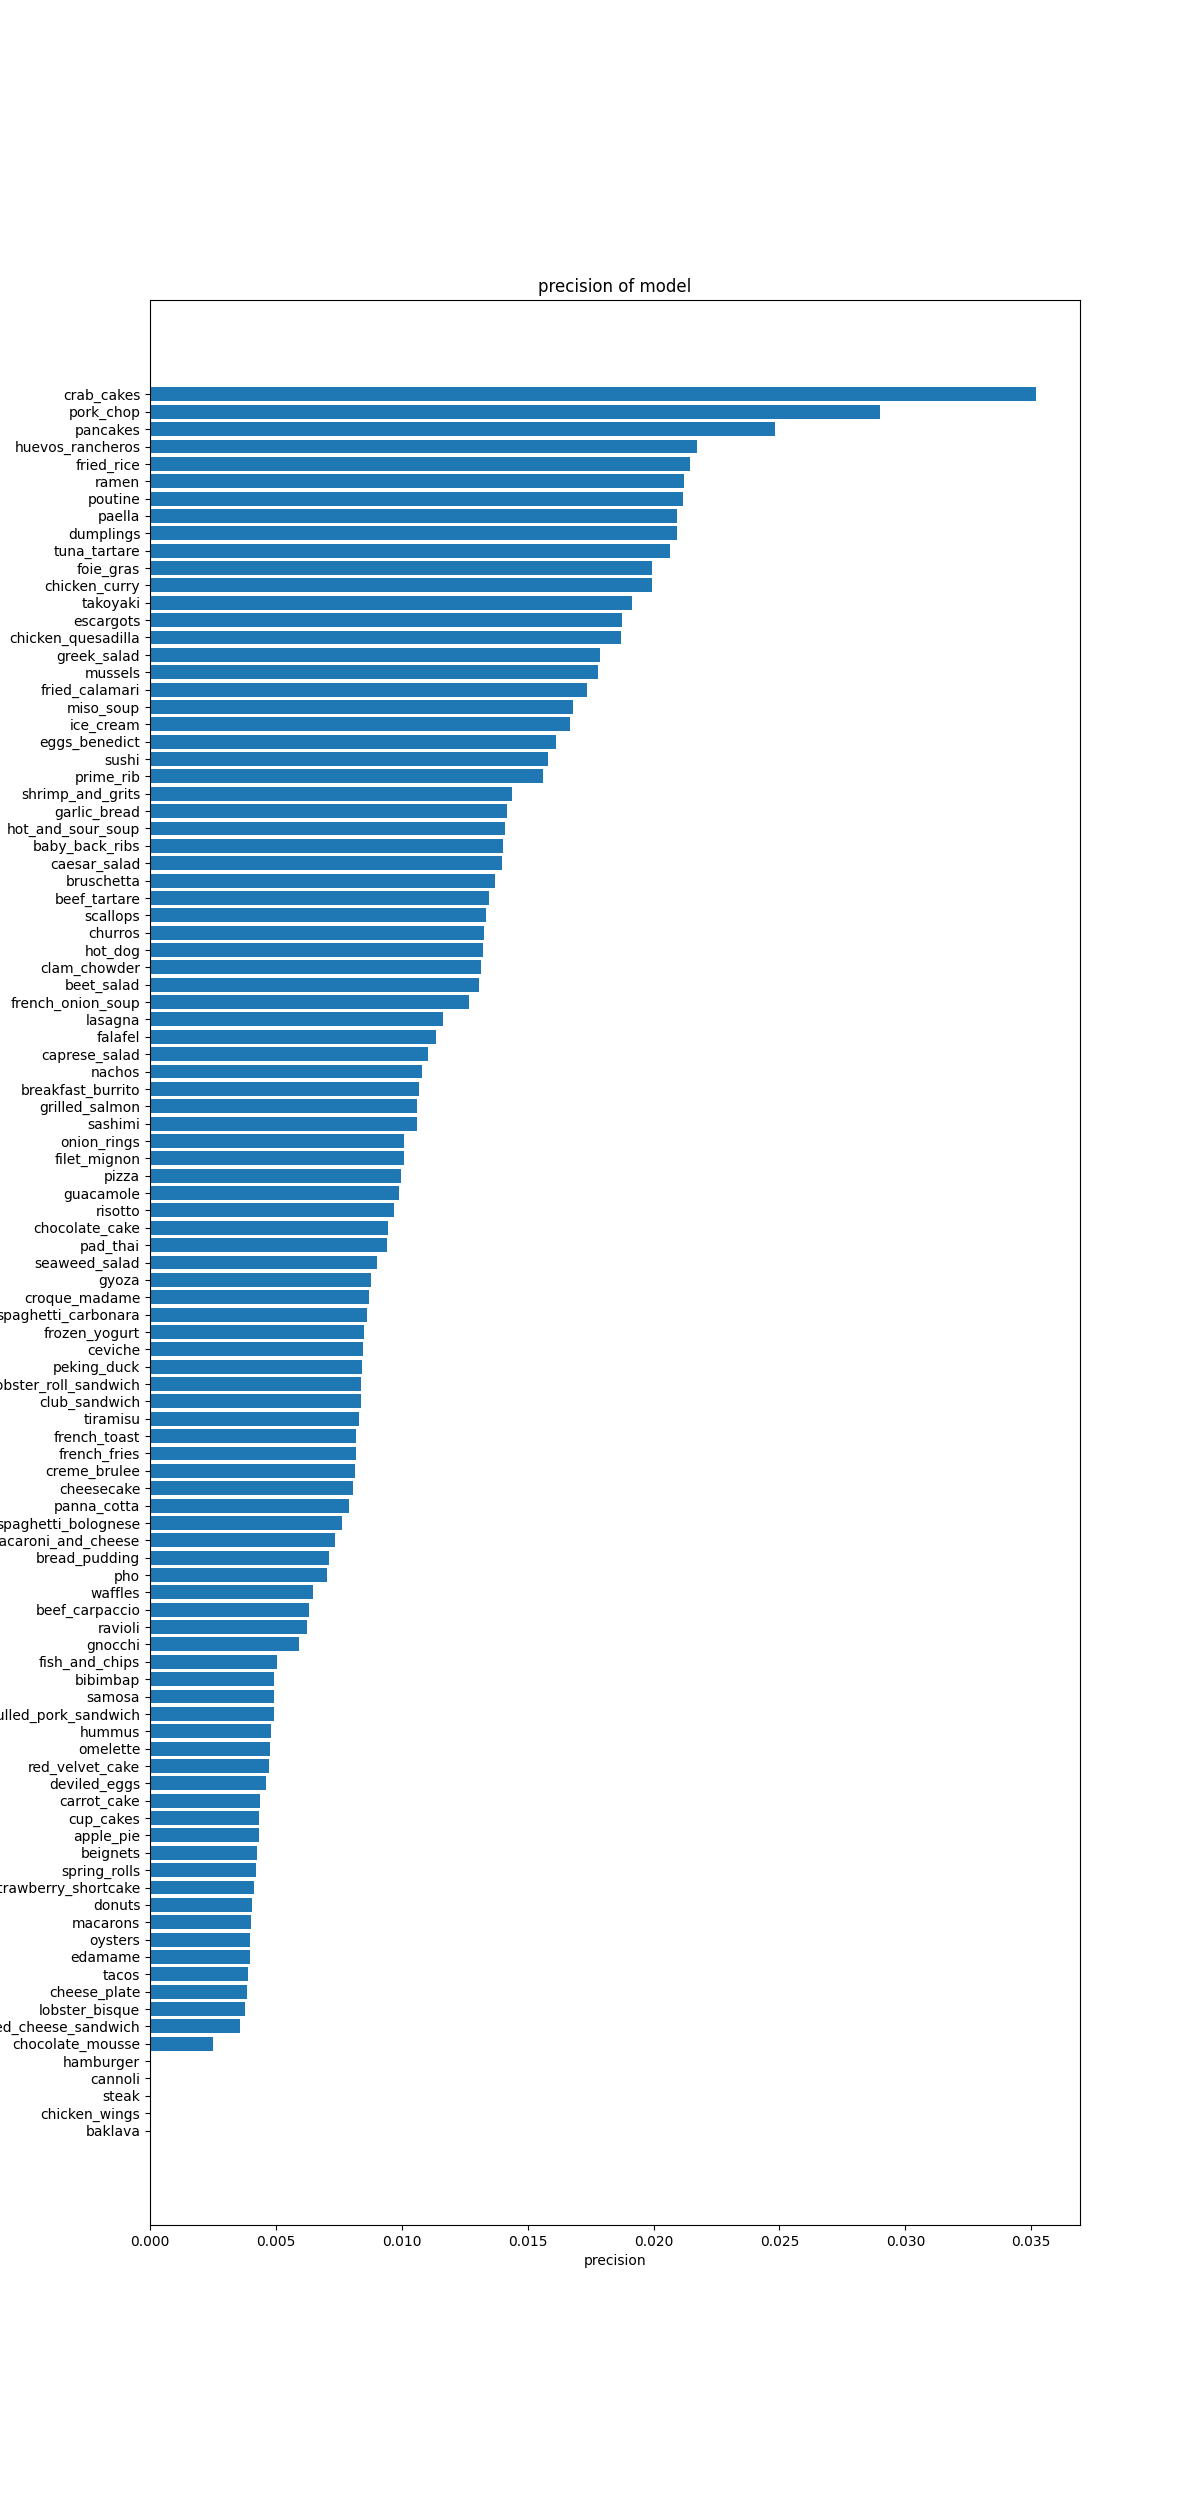 precision of model
crab_cakes
pork_chop
pancakes
huevos_rancheros
fried_rice
ramen
poutine
paella
dumplings
tuna_tartare
foie_gras
chicken_curry
takoyaki
escargots
chicken_quesadilla
greek_salad
mussels
fried_calamari
miso_soup
ice_cream
eggs_benedict
sushi
prime_rib
shrimp_and_grits
garlic_bread
hot_and_sour_soup
baby_back_ribs
caesar_salad
bruschetta
beef_tartare
scallops
churros
hot_dog
clam_chowder
beet_salad
french_onion_soup
lasagna
falafel
caprese_salad
nachos
breakfast_burrito
grilled_salmon
sashimi
onion_rings
filet_mignon
pizza
guacamole
risotto
chocolate_cake
pad_thai
seaweed_salad
gyoza
croque_madame
spaghetti_carbonara
frozen_yogurt
ceviche
peking_duck
obster_roll_sandwich
club_sandwich
tiramisu
french_toast
french_fries
creme_brulee
cheesecake
panna_cotta
spaghetti_bolognese
acaroni_and_cheese
bread_pudding
pho
waffles
beef_carpaccio
ravioli
gnocchi
fish_and_chips
bibimbap
samosa
ulled_pork_sandwich
hummus
omelette
red_velvet_cake
deviled_eggs
carrot_cake
cup_cakes
apple_pie
beignets
spring_rolls
trawberry_shortcake
donuts
macarons
oysters
edamame
tacos
cheese_plate
lobster_bisque
ed_cheese_sandwich
chocolate_mousse
hamburger
cannoli
steak
chicken_wings
baklava
0.000 0.005 0.010 0.015 0.020 0.025 0.030 0.035
precision